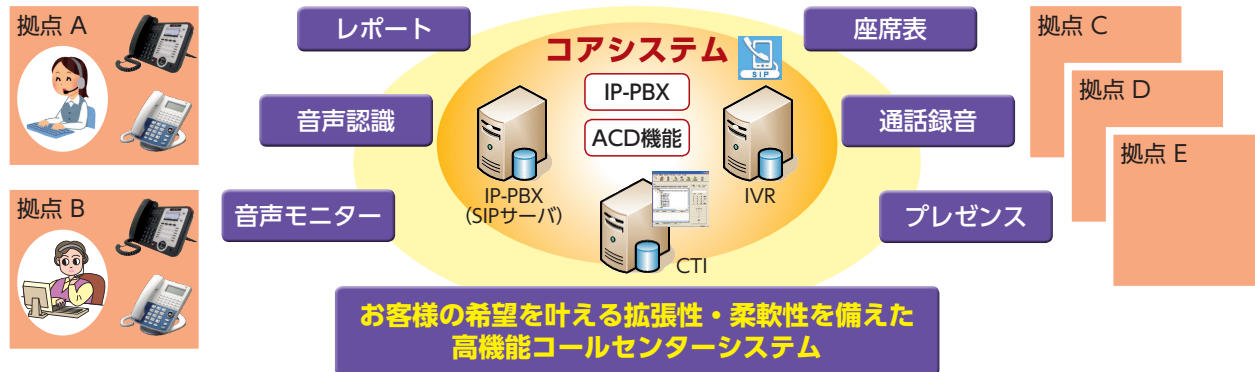 拠点 A
拠点 B
レポート
音声認識
音声モニター
コアシステム
SIP
IP-PBX
ACD機能
IP-PBX
(SIPサーバ)
IVR
CTI
座席表
通話録音
プレゼンス
拠点 C
拠点 D
拠点 E
お客様の希望を叶える拡張性・柔軟性を備えた
高機能コールセンターシステム